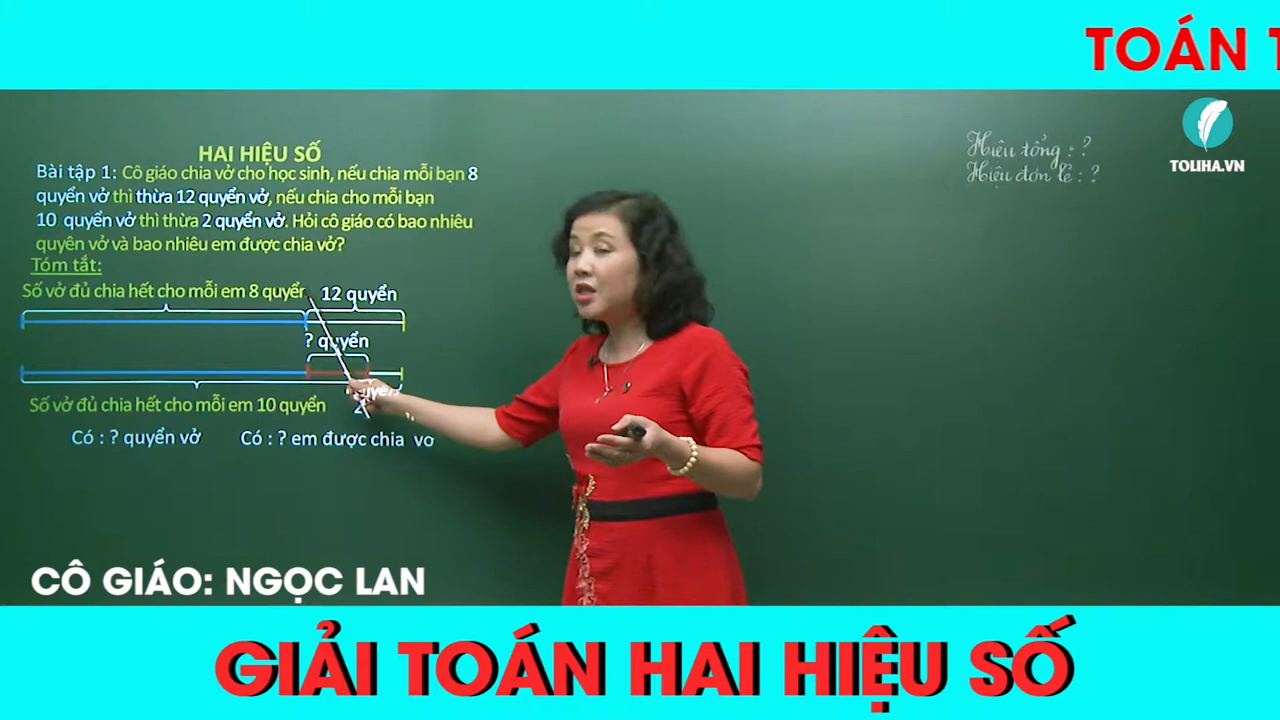 TOÁN
TOLIHA.VN
Hiệu tổng : ?
Hiệu đơn lẻ : ?
HAI HIỆU SỐ
Bài tập 1: Cô giáo chia vở cho học sinh, nếu chia mỗi bạn 8
quyển vở thì thừa 12 quyển vở, nếu chia cho mỗi bạn
10 quyển vở thì thừa 2 quyển vở. Hỏi cô giáo có bao nhiêu
quyên vở và bao nhiêu em được chia vở?
Tóm tắt:
Số vở đủ chia hết cho mỗi em 8 quyển 12 quyển
? quyển
Số vở đủ chia hết cho mỗi em 10 quyển 2
Có : ? quyển vở Có : ? em được chia vở
CÔ GIÁO: NGỌC LAN
GIẢI TOÁN HAI HIỆU SỐ